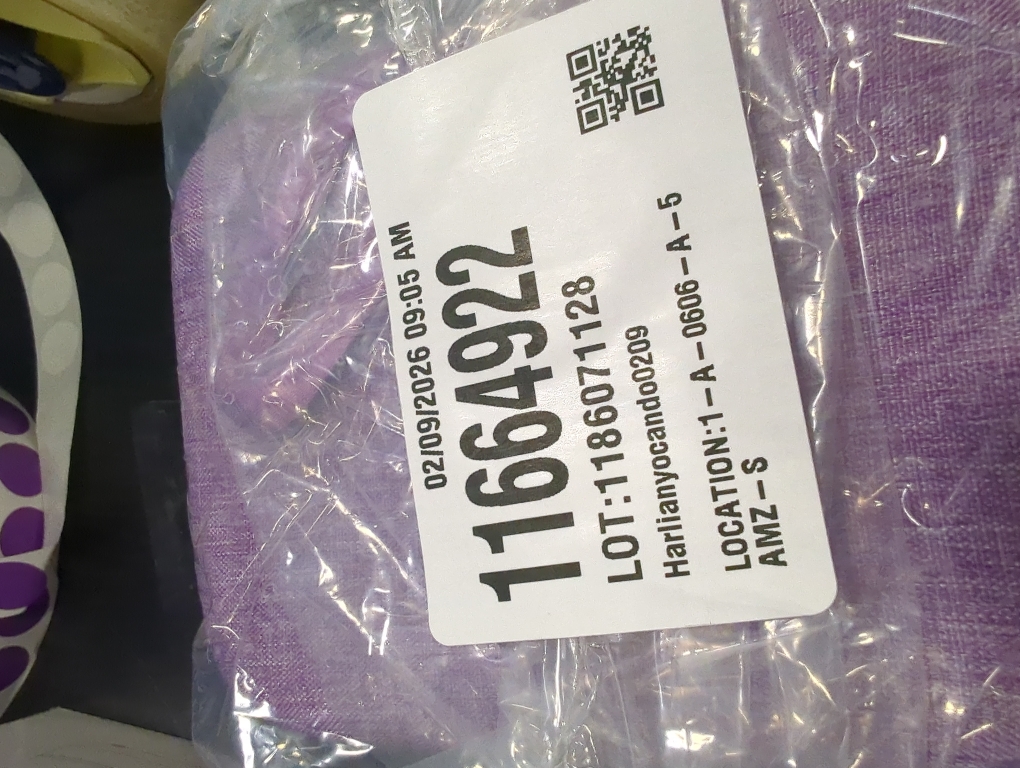 02/09/2026 09:05 AM
11664922
LOT:1186071128
Harlianyocando0209
LOCATION:1-A-0606-A-5
AMZ-S